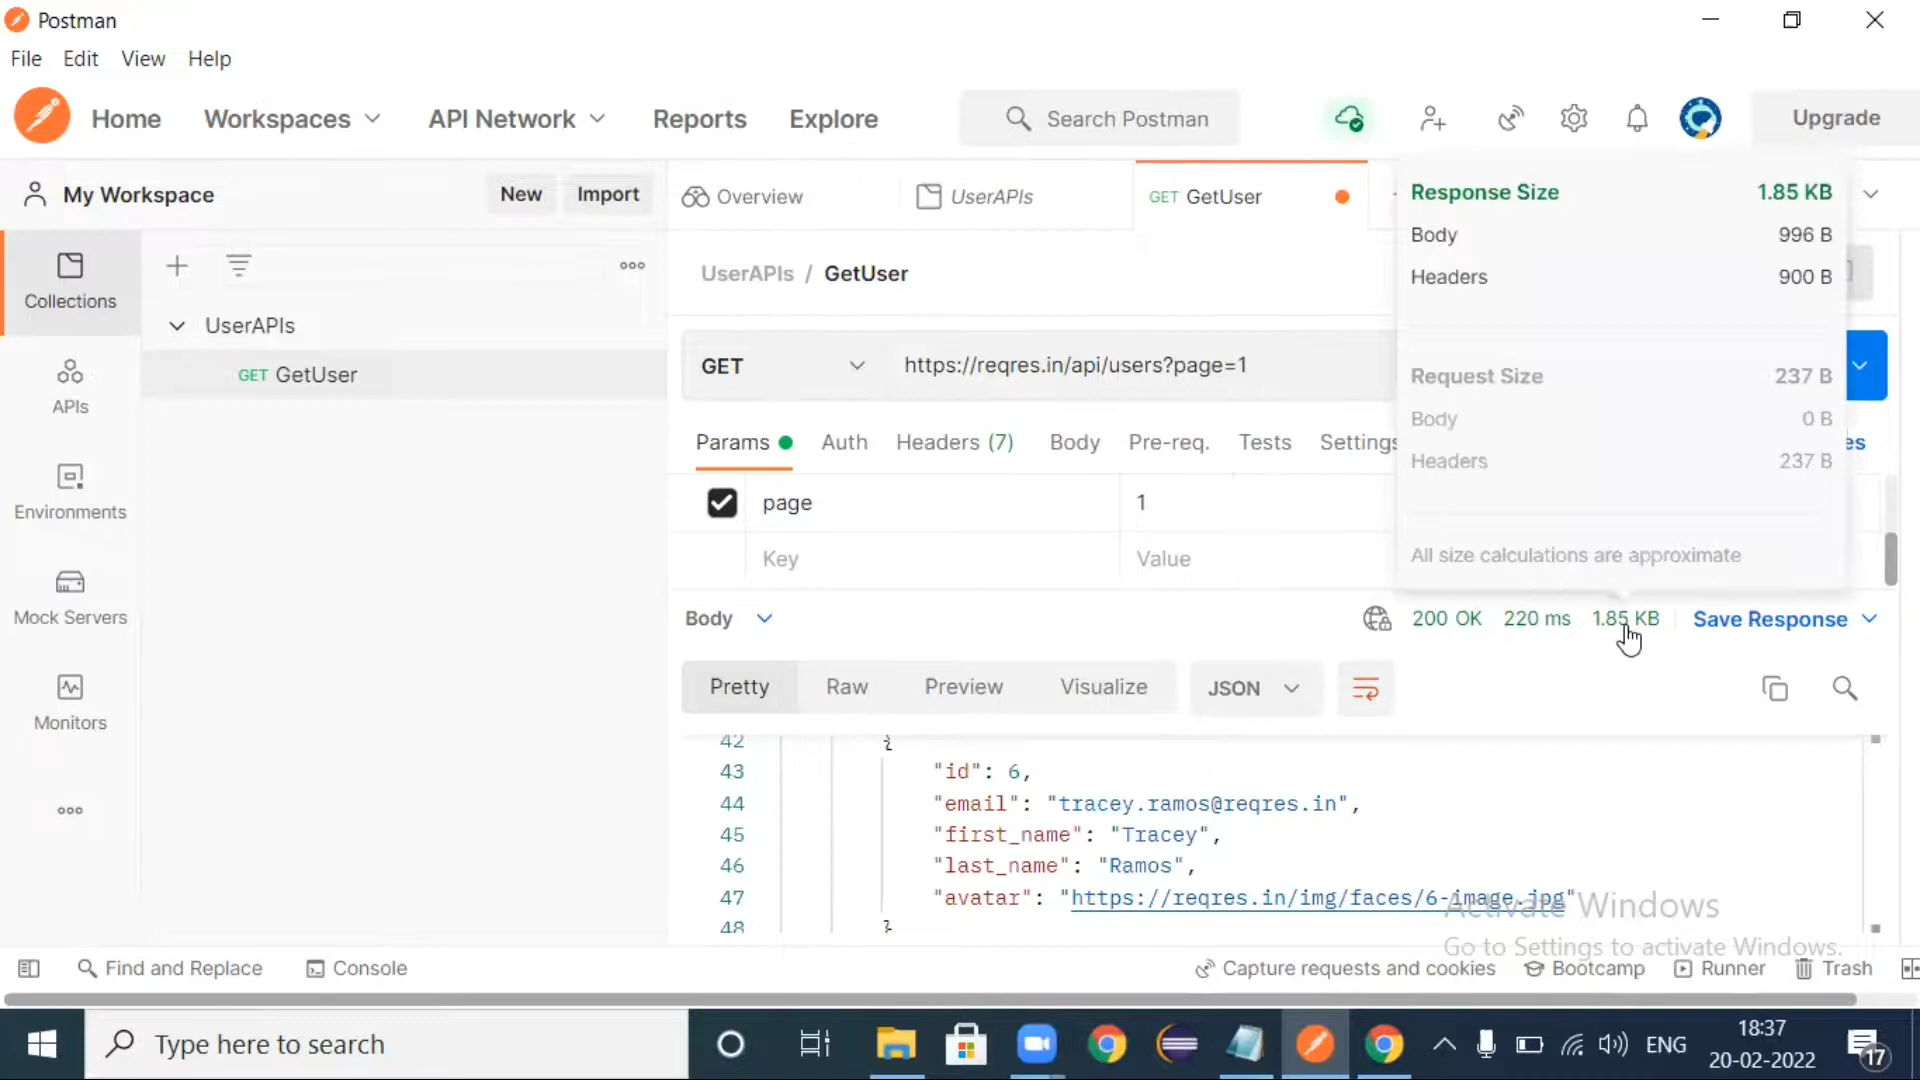 Postman
File Edit View Help
Home Workspaces API Network Reports Explore Search Postman Upgrade
My Workspace New Import
Overview UserAPIs GET GetUser
Collections
APIs
Environments
Mock Servers
Monitors
UserAPIs
GET GetUser
UserAPIs / GetUser
GET https://reqres.in/api/users?page=1
Params Auth Headers (7) Body Pre-req. Tests Settings
page 1
Key Value
Response Size 1.85 KB
Body 996 B
Headers 900 B
Request Size 237 B
Body 0 B
Headers 237 B
All size calculations are approximate
Body 200 OK 220 ms 1.85 KB Save Response
Pretty Raw Preview Visualize JSON
42 {
43 "id": 6,
44 "email": "tracey.ramos@reqres.in",
45 "first_name": "Tracey",
46 "last_name": "Ramos",
47 "avatar": "https://reqres.in/img/faces/6-image.jpg"
48 }
Activate Windows
Go to Settings to activate Windows.
Find and Replace Console Capture requests and cookies Bootcamp Runner Trash
Type here to search ENG 18:37
20-02-2022 17